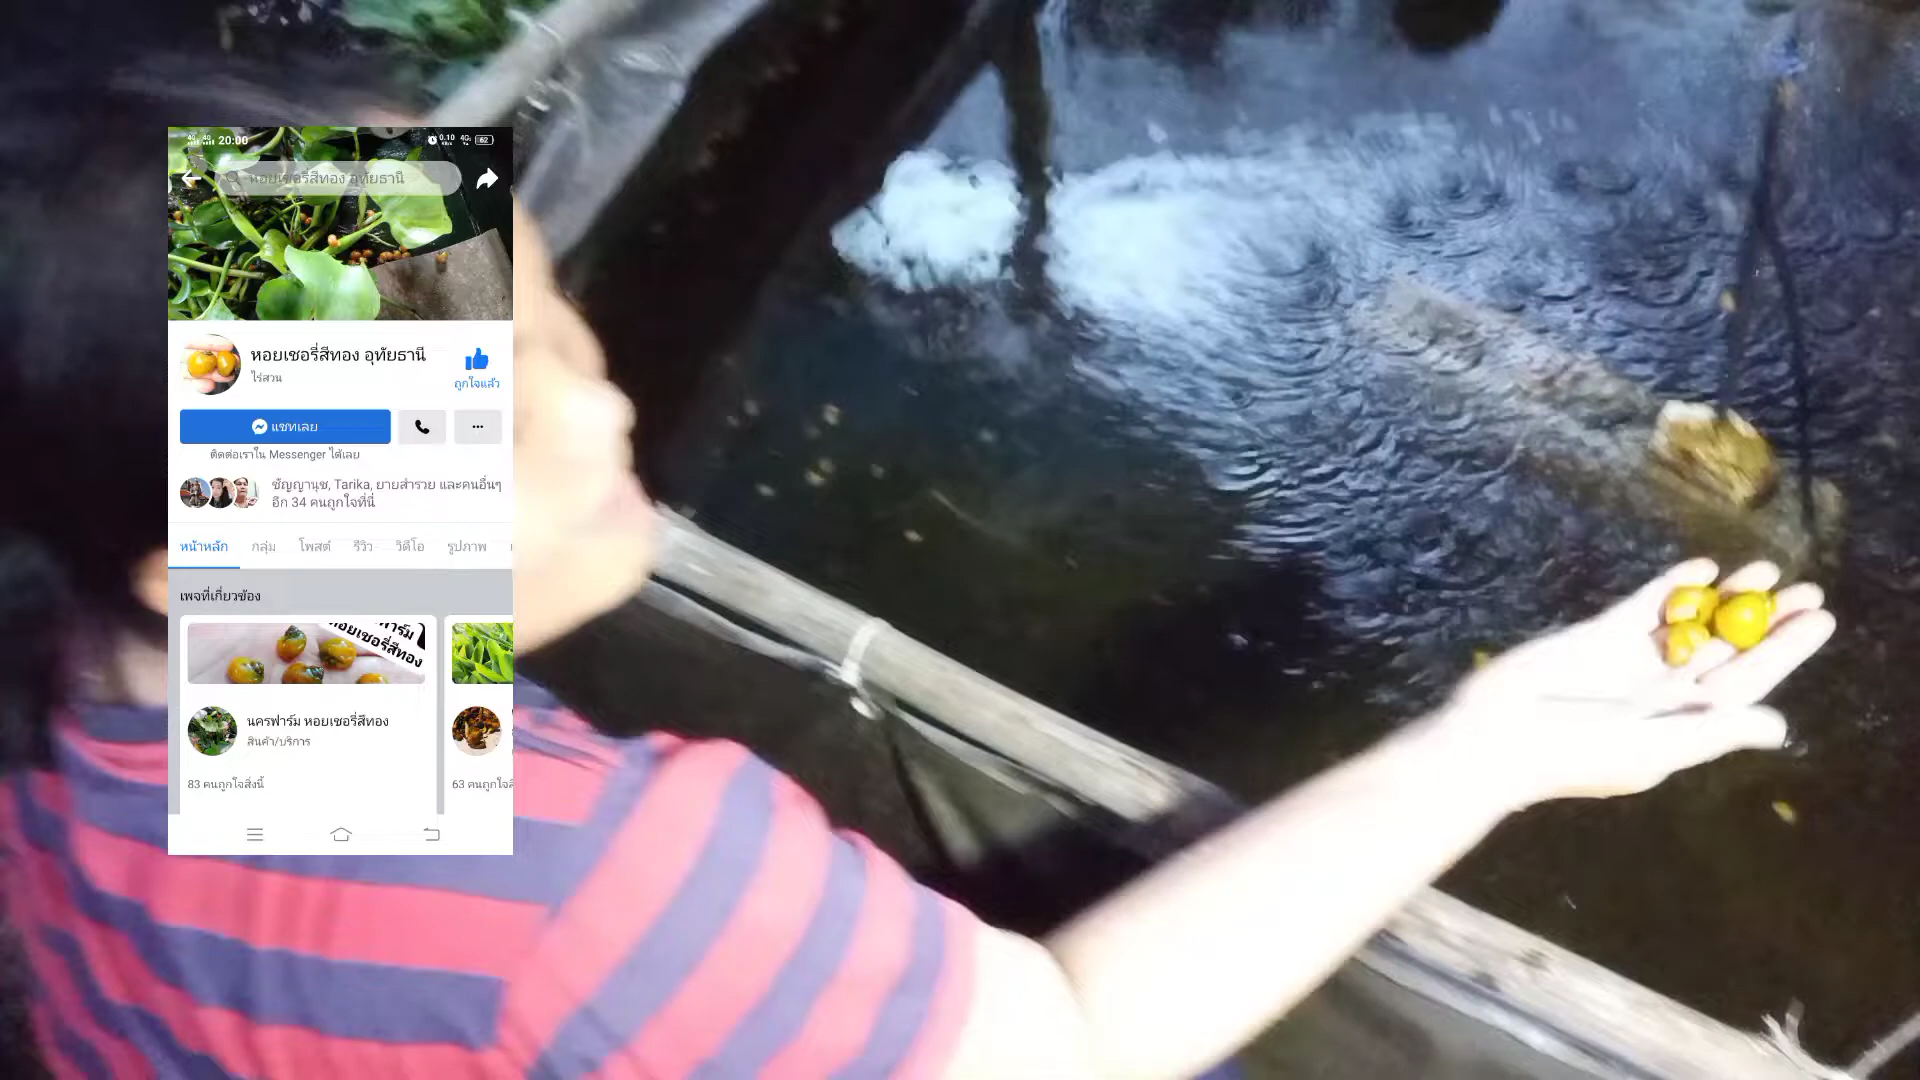 20:00
0.10
62
หอยเชอรี่สีทอง อุทัยธานี
หอยเชอรี่สีทอง อุทัยธานี
ไร่สวน
ถูกใจแล้ว
แชทเลย
ติดต่อเราใน Messenger ได้เลย
ชัญญานุช, Tarika, ยายสำรวย และคนอื่นๆ
อีก 34 คนถูกใจที่นี่
หน้าหลัก กลุ่ม โพสต์ รีวิว วิดีโอ รูปภาพ
เพจที่เกี่ยวข้อง
หอยเชอรี่สีทอง
นครฟาร์ม หอยเชอรี่สีทอง
สินค้า/บริการ
83 คนถูกใจสิ่งนี้
63 คนถูกใจ